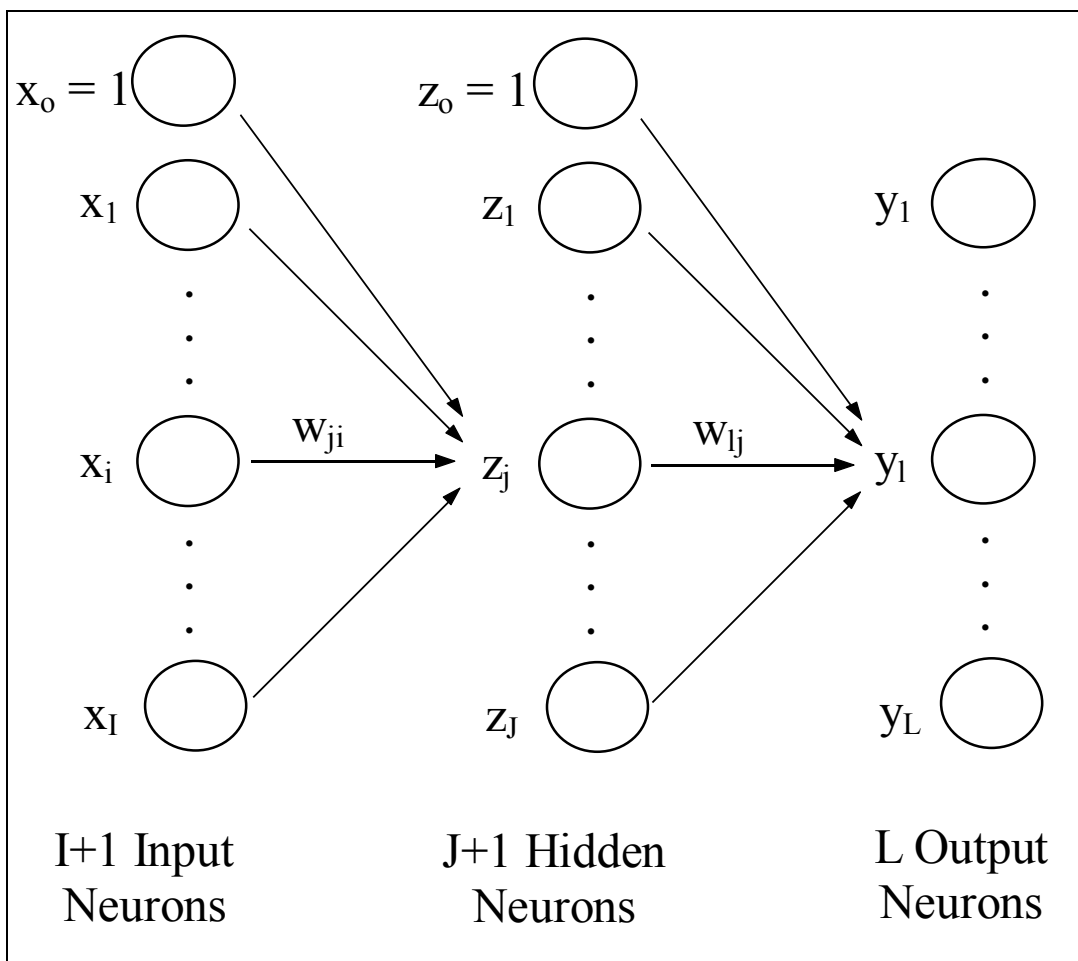 x₀ = 1
z₀ = 1
x₁
z₁
y₁
wⱼᵢ
wₗⱼ
xᵢ
zⱼ
yₗ
x_I
z_J
y_L
I+1 Input
Neurons
J+1 Hidden
Neurons
L Output
Neurons